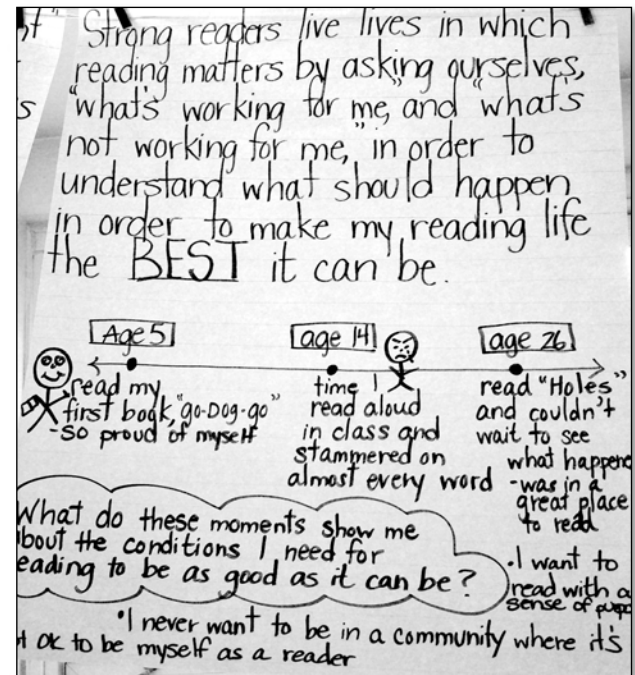 Strong readers live lives in which
reading matters by asking ourselves,
"what's working for me," and "what's
not working for me," in order to
understand what should happen
in order to make my reading life
the BEST it can be.
Age 5
read my
first book, "go-Dog-go"
-so proud of myself
age 14
time I
read aloud
in class and
stammered on
almost every word
age 26
read "Holes"
and couldn't
wait to see
what happene
-was in a
great place
to read
What do these moments show me
bout the conditions I need for
eading to be as good as it can be?
•I want to
read with a
sense of
•I never want to be in a community where it's
ok to be myself as a reader